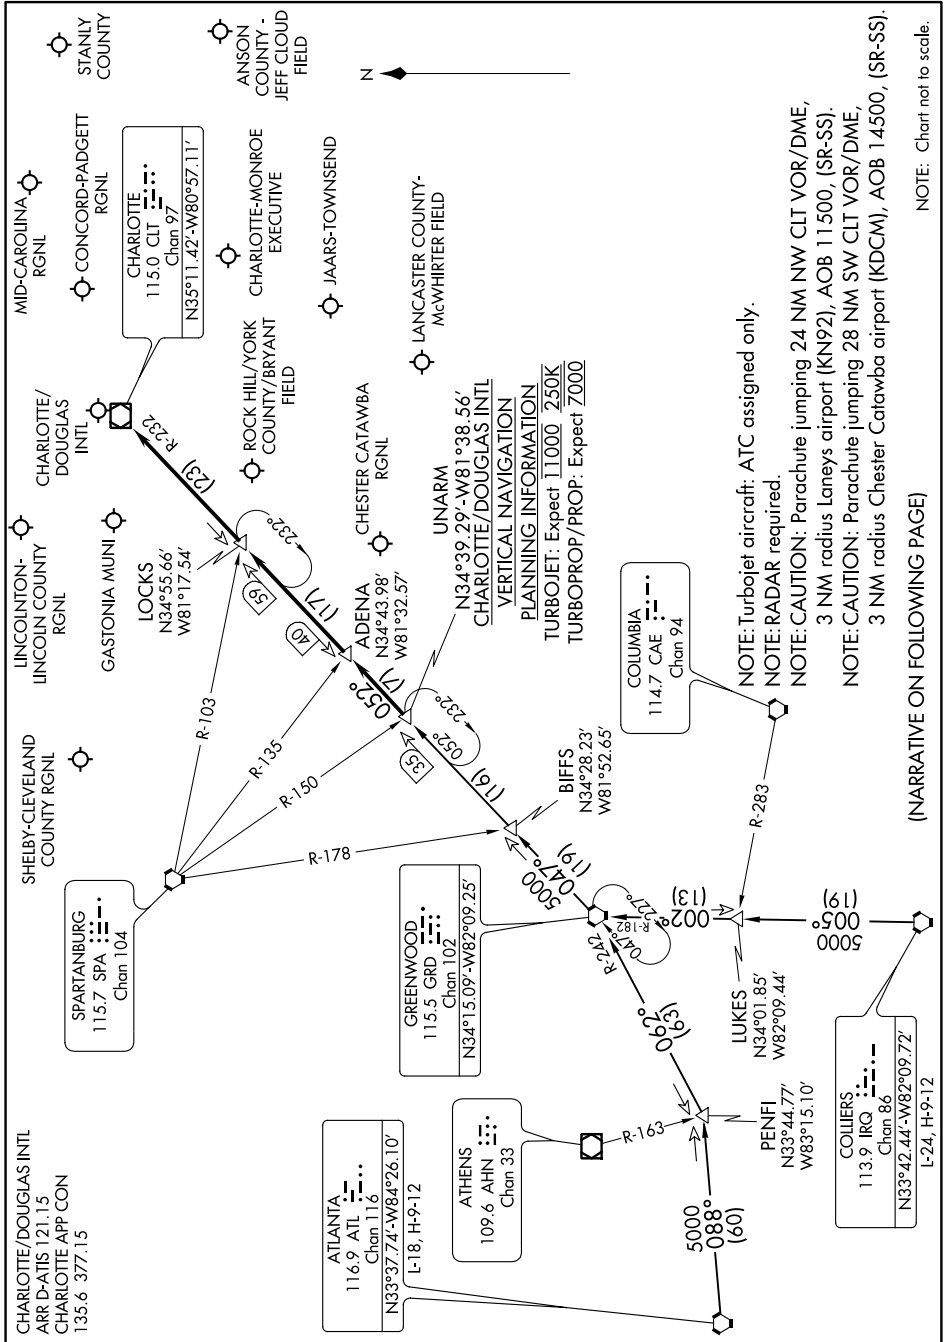 CHARLOTTE/DOUGLAS INTL
ARR D-ATIS 121.15
CHARLOTTE APP CON
135.6 377.15
SHELBY-CLEVELAND
COUNTY RGNL
LINCOLNTON-
LINCOLN COUNTY
RGNL
GASTONIA MUNI
CHARLOTTE/
DOUGLAS
INTL
MID-CAROLINA
RGNL
CONCORD-PADGETT
RGNL
STANLY
COUNTY
ANSON
COUNTY -
JEFF CLOUD
FIELD
N
CHARLOTTE
115.0 CLT
Chan 97
N35°11.42'-W80°57.11'
CHARLOTTE-MONROE
EXECUTIVE
JAARS-TOWNSEND
LANCASTER COUNTY-
McWHIRTER FIELD
ROCK HILL/YORK
COUNTY/BRYANT
FIELD
CHESTER CATAWBA
RGNL
SPARTANBURG
115.7 SPA
Chan 104
R-103
R-135
R-150
R-178
R-232
(23)
LOCKS
N34°55.66'
W81°17.54'
232°
59
(17)
40
ADENA
N34°43.98'
W81°32.57'
052°
(7)
35
052°
232°
UNARM
N34°39.29'-W81°38.56'
CHARLOTTE/DOUGLAS INTL
VERTICAL NAVIGATION
PLANNING INFORMATION
TURBOJET: Expect 11000 250K
TURBOPROP/PROP: Expect 7000
(16)
BIFFS
N34°28.23'
W81°52.65'
5000
047°
(19)
GREENWOOD
115.5 GRD
Chan 102
N34°15.09'-W82°09.25'
R-242
R-182
047°
227°
062°
(63)
002°
(13)
COLUMBIA
114.7 CAE
Chan 94
R-283
LUKES
N34°01.85'
W82°09.44'
5000
005°
(19)
COLLIERS
113.9 IRQ
Chan 86
N33°42.44'-W82°09.72'
L-24, H-9-12
ATLANTA
116.9 ATL
Chan 116
N33°37.74'-W84°26.10'
L-18, H-9-12
ATHENS
109.6 AHN
Chan 33
R-163
PENFI
N33°44.77'
W83°15.10'
5000
088°
(60)
NOTE: Turbojet aircraft: ATC assigned only.
NOTE: RADAR required.
NOTE: CAUTION: Parachute jumping 24 NM NW CLT VOR/DME,
3 NM radius Laneys airport (KN92), AOB 11500, (SR-SS).
NOTE: CAUTION: Parachute jumping 28 NM SW CLT VOR/DME,
3 NM radius Chester Catawba airport (KDCM), AOB 14500, (SR-SS).
(NARRATIVE ON FOLLOWING PAGE)
NOTE: Chart not to scale.